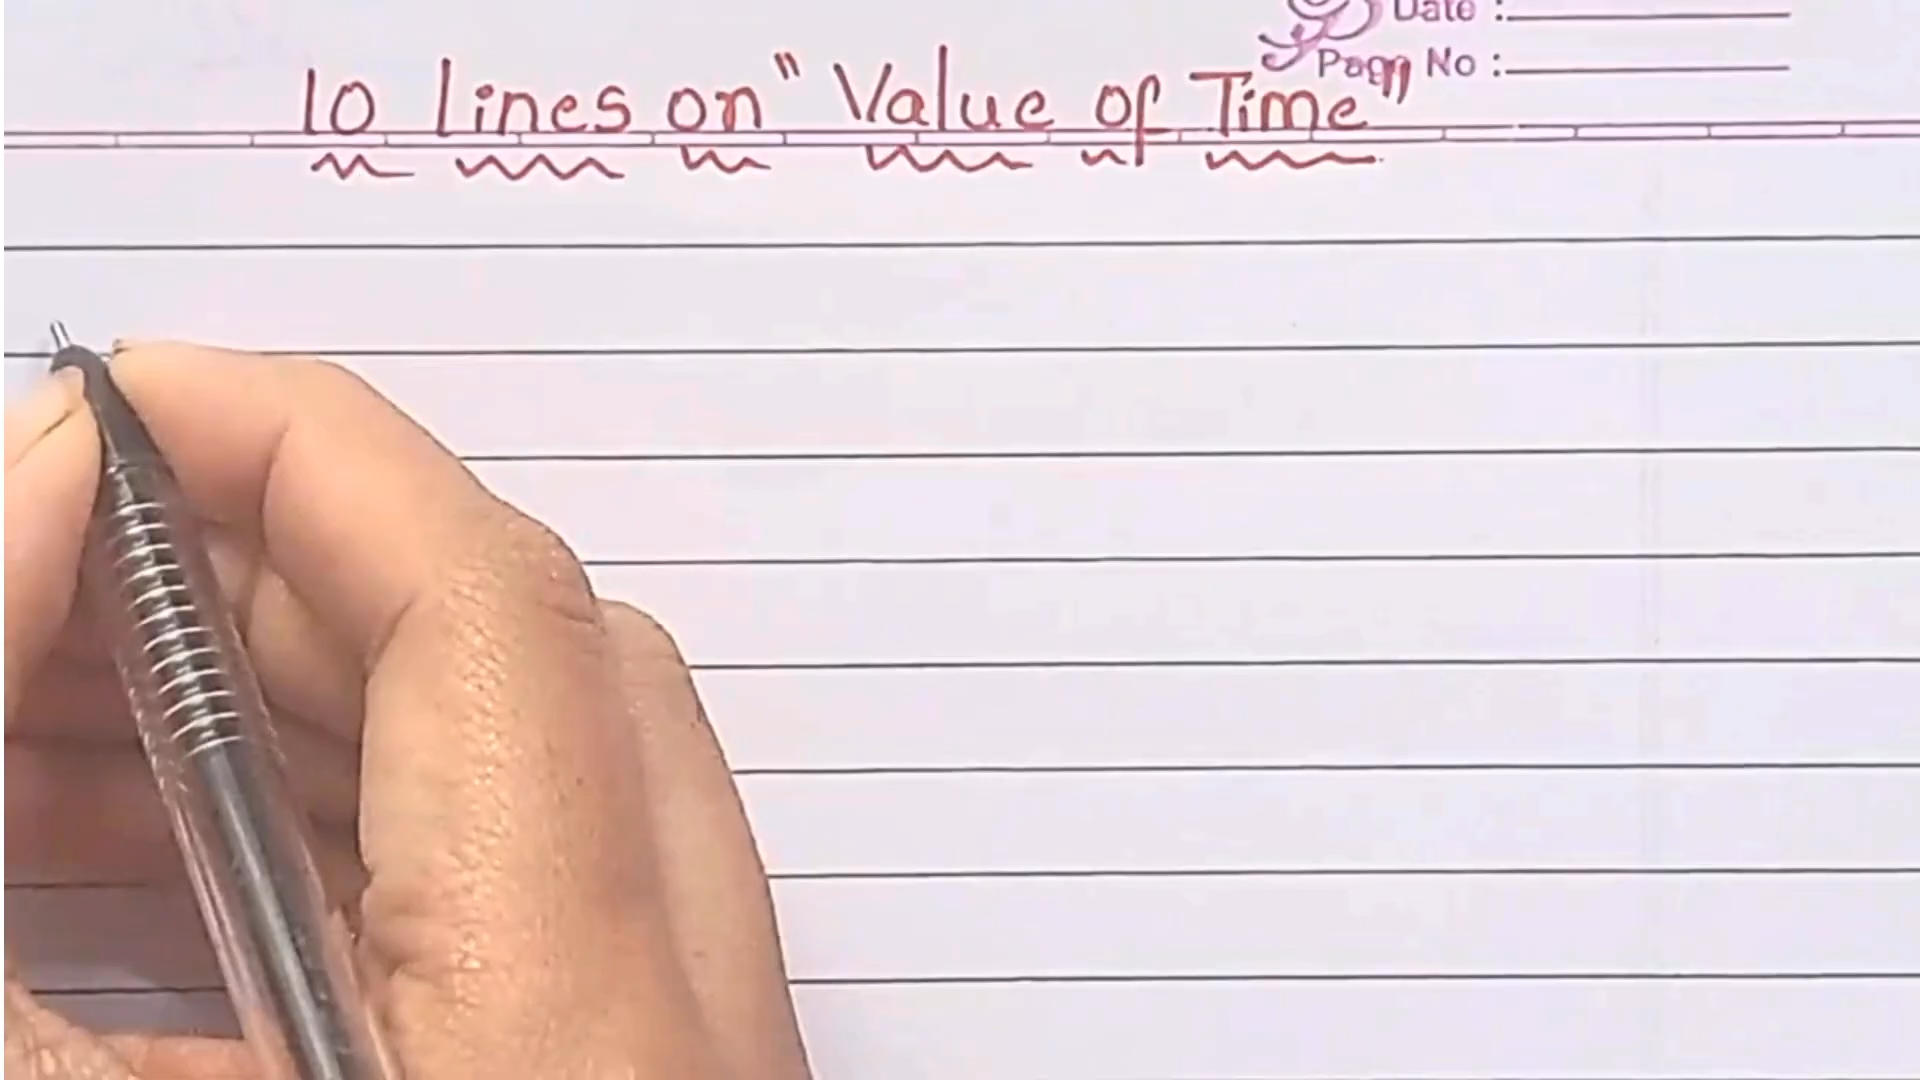 Date :
Page No :
10 lines on " Value of Time"